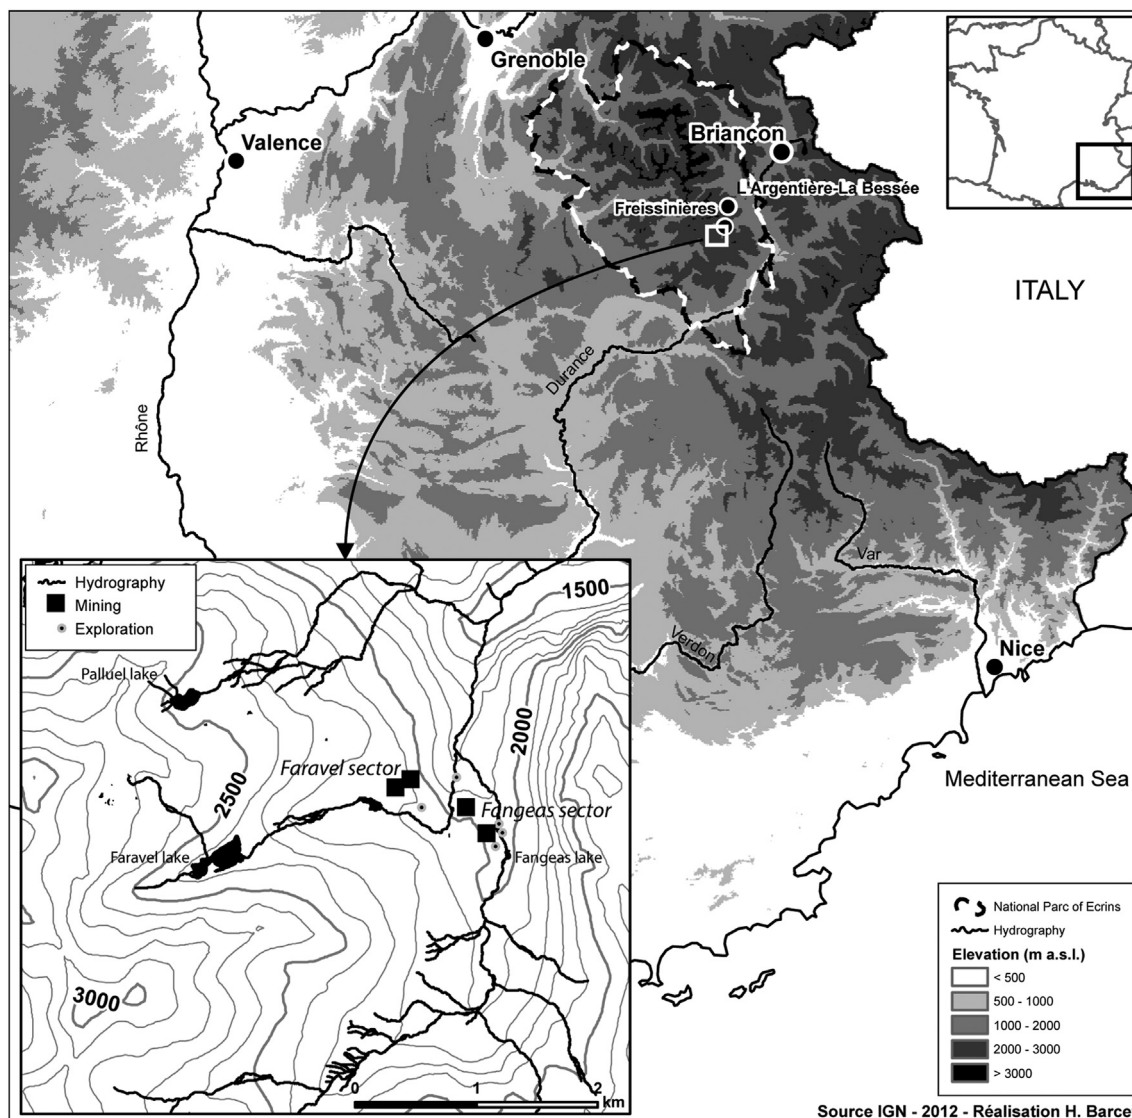 Grenoble
Valence
Briançon
L'Argentière-La Bessée
Freissinières
ITALY
Durance
Rhône
Var
Verdon
Nice
Mediterranean Sea
Hydrography
Mining
Exploration
1500
Palluel lake
2000
Faravel sector
2500
Fangeas sector
Faravel lake
Fangeas lake
3000
0 1 2
km
National Parc of Ecrins
Hydrography
Elevation (m a.s.l.)
< 500
500 - 1000
1000 - 2000
2000 - 3000
> 3000
Source IGN - 2012 - Réalisation H. Barce